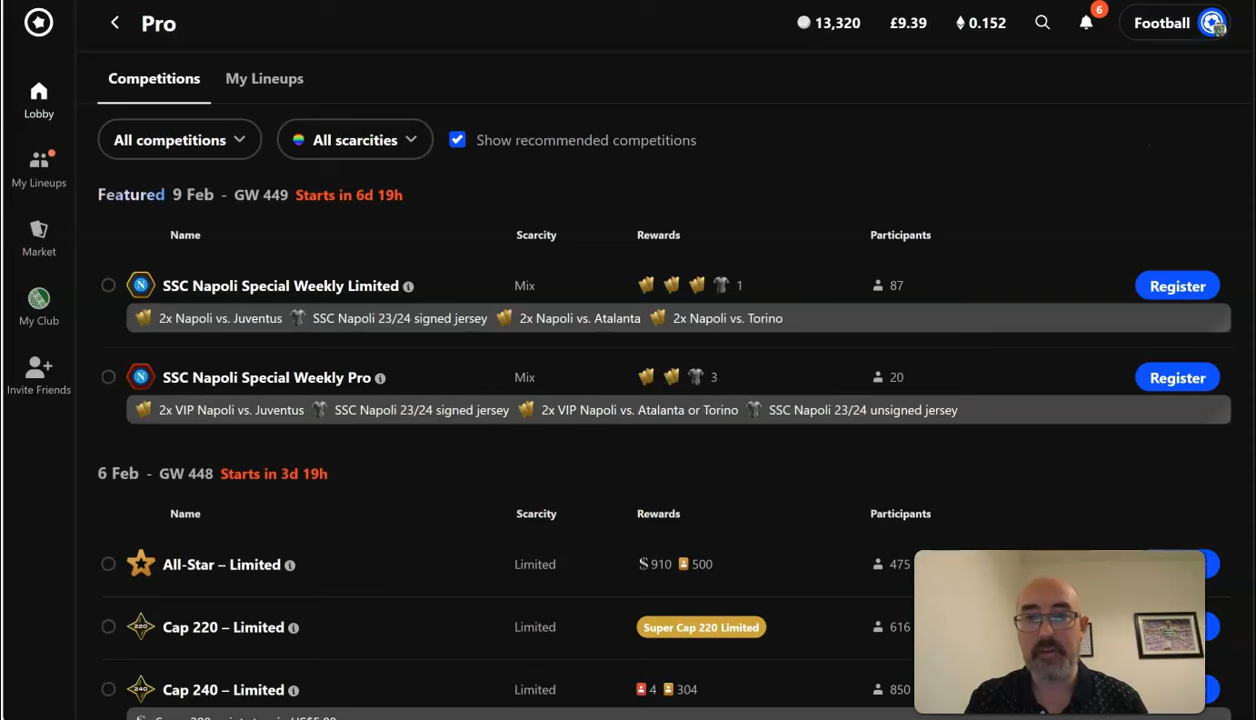 Pro
13,320 £9.39 0.152 6 Football
Lobby
My Lineups
Market
My Club
Invite Friends
Competitions My Lineups
All competitions All scarcities Show recommended competitions
Featured 9 Feb - GW 449 Starts in 6d 19h
Name Scarcity Rewards Participants
SSC Napoli Special Weekly Limited Mix 1 87 Register
2x Napoli vs. Juventus SSC Napoli 23/24 signed jersey 2x Napoli vs. Atalanta 2x Napoli vs. Torino
SSC Napoli Special Weekly Pro Mix 3 20 Register
2x VIP Napoli vs. Juventus SSC Napoli 23/24 signed jersey 2x VIP Napoli vs. Atalanta or Torino SSC Napoli 23/24 unsigned jersey
6 Feb - GW 448 Starts in 3d 19h
Name Scarcity Rewards Participants
All-Star – Limited Limited $910 500 475
220 Cap 220 – Limited Limited Super Cap 220 Limited 616
240 Cap 240 – Limited Limited 4 304 850